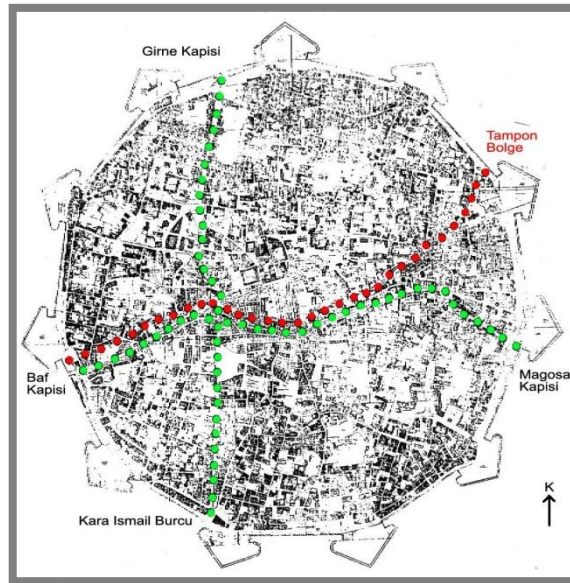 Girne Kapisi
Tampon
Bolge
Baf
Kapisi
Magosa
Kapisi
K
Kara Ismail Burcu